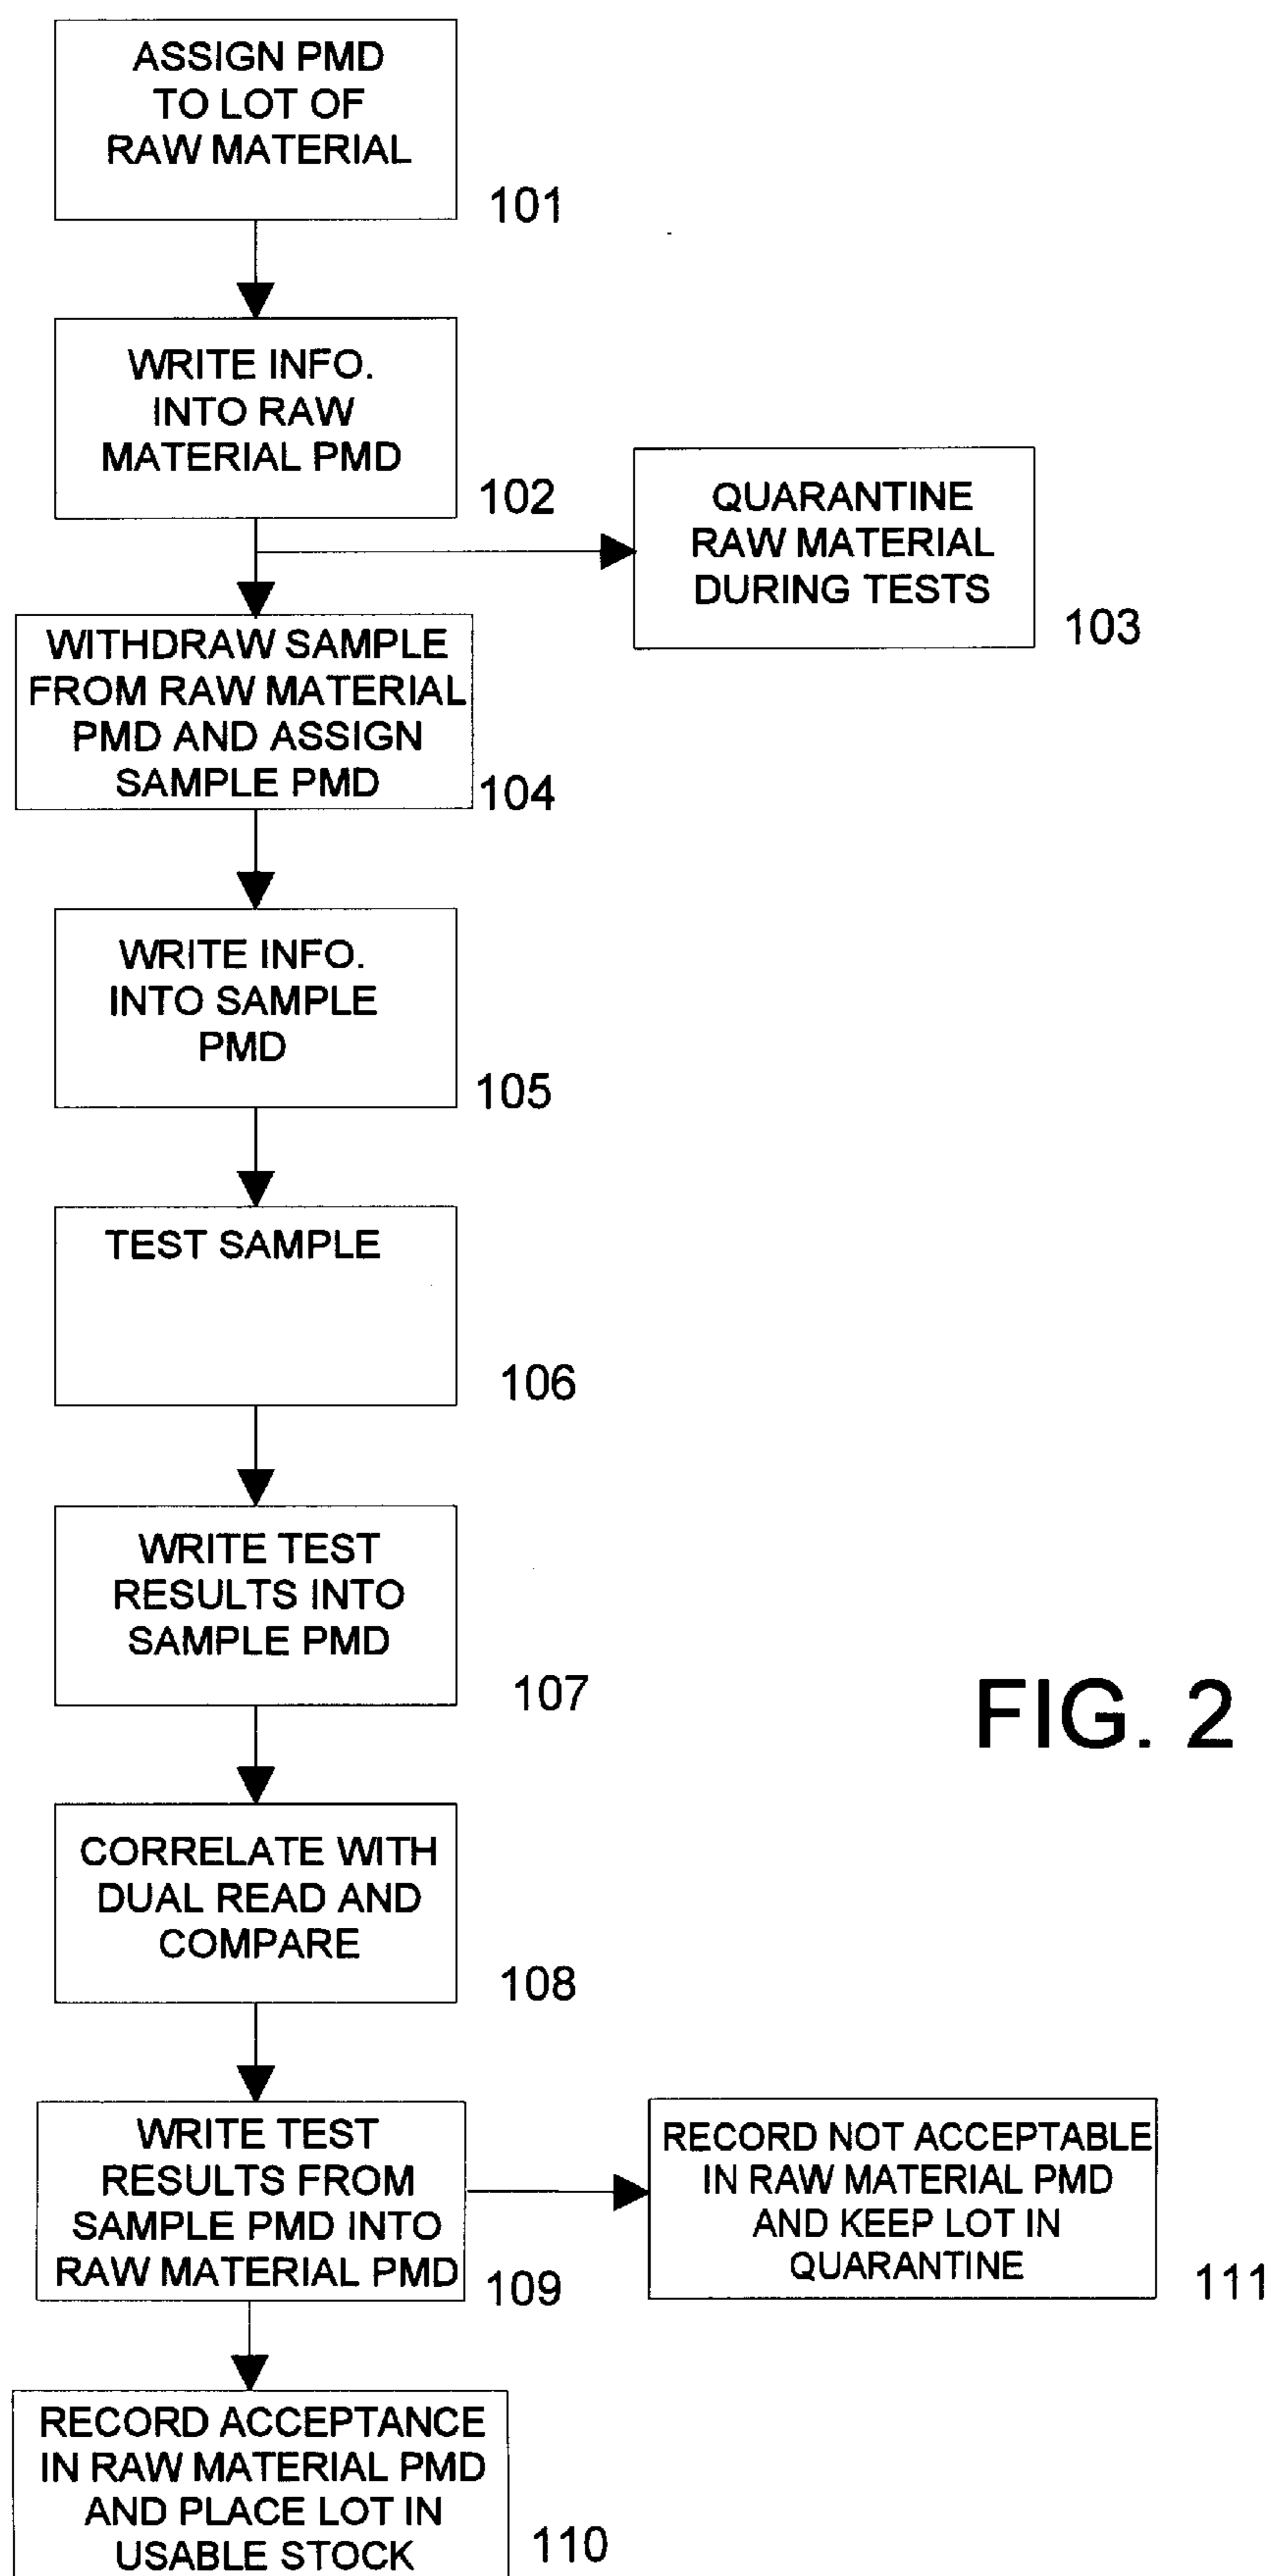 ASSIGN PMD
TO LOT OF
RAW MATERIAL
101
WRITE INFO.
INTO RAW
MATERIAL PMD
102
QUARANTINE
RAW MATERIAL
DURING TESTS
103
WITHDRAW SAMPLE
FROM RAW MATERIAL
PMD AND ASSIGN
SAMPLE PMD
104
WRITE INFO.
INTO SAMPLE
PMD
105
TEST SAMPLE
106
WRITE TEST
RESULTS INTO
SAMPLE PMD
107
FIG. 2
CORRELATE WITH
DUAL READ AND
COMPARE
108
WRITE TEST
RESULTS FROM
SAMPLE PMD INTO
RAW MATERIAL PMD
109
RECORD NOT ACCEPTABLE
IN RAW MATERIAL PMD
AND KEEP LOT IN
QUARANTINE
111
RECORD ACCEPTANCE
IN RAW MATERIAL PMD
AND PLACE LOT IN
USABLE STOCK
110